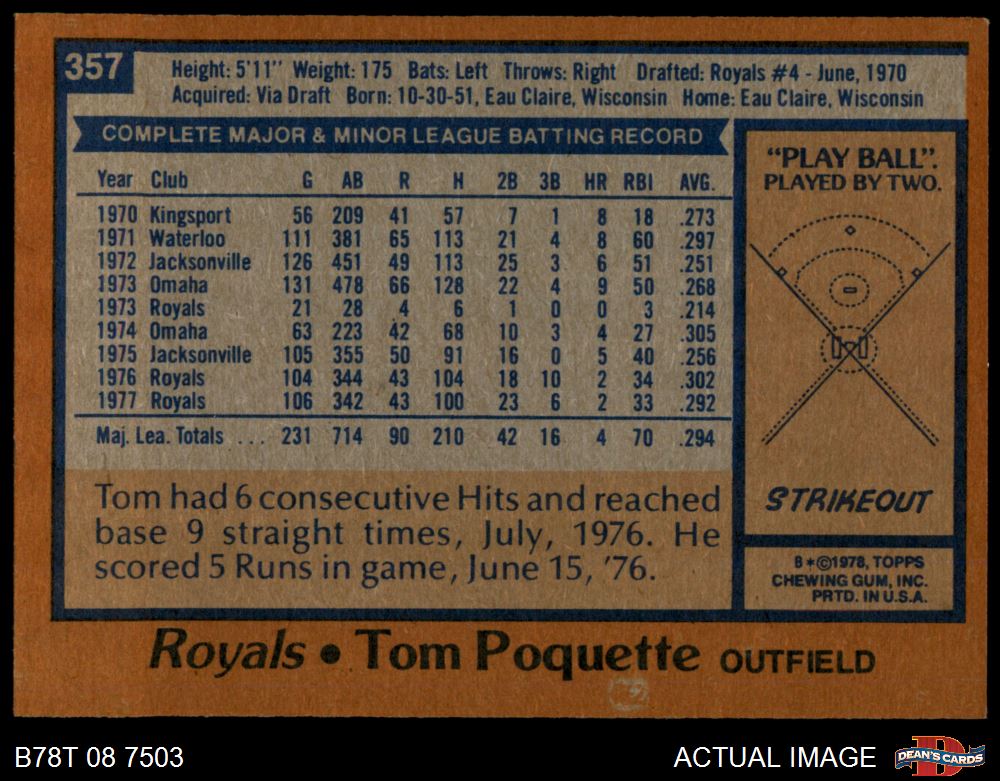 357
Height: 5'11" Weight: 175 Bats: Left Throws: Right Drafted: Royals #4 - June, 1970
Acquired: Via Draft Born: 10-30-51, Eau Claire, Wisconsin Home: Eau Claire, Wisconsin
COMPLETE MAJOR & MINOR LEAGUE BATTING RECORD
Year Club G AB R H 2B 3B HR RBI AVG.
1970 Kingsport 56 209 41 57 7 1 8 18 .273
1971 Waterloo 111 381 65 113 21 4 8 60 .297
1972 Jacksonville 126 451 49 113 25 3 6 51 .251
1973 Omaha 131 478 66 128 22 4 9 50 .268
1973 Royals 21 28 4 6 1 0 0 3 .214
1974 Omaha 63 223 42 68 10 3 4 27 .305
1975 Jacksonville 105 355 50 91 16 0 5 40 .256
1976 Royals 104 344 43 104 18 10 2 34 .302
1977 Royals 106 342 43 100 23 6 2 33 .292
Maj. Lea. Totals ... 231 714 90 210 42 16 4 70 .294
Tom had 6 consecutive Hits and reached
base 9 straight times, July, 1976. He
scored 5 Runs in game, June 15, '76.
"PLAY BALL".
PLAYED BY TWO.
STRIKEOUT
B*©1978, TOPPS
CHEWING GUM, INC.
PRTD. IN U.S.A.
Royals • Tom Poquette OUTFIELD
B78T 08 7503
ACTUAL IMAGE
D
DEAN'S CARDS